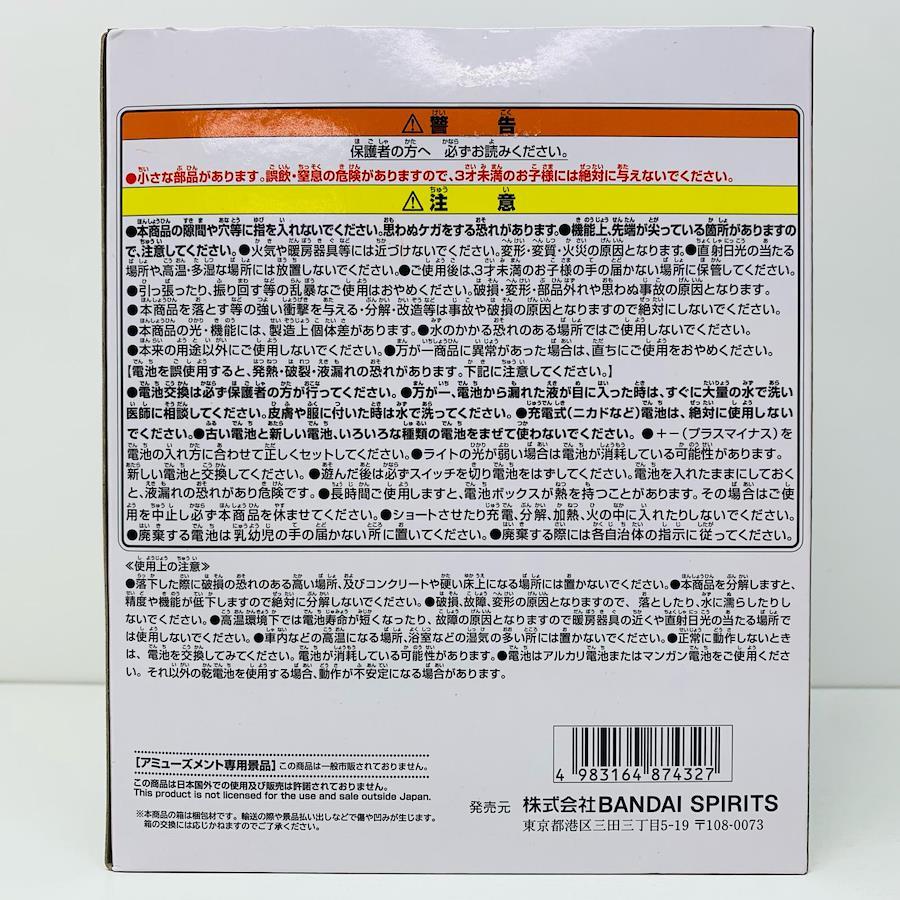 ⚠警告
保護者の方へ 必ずお読みください。
●小さな部品があります。誤飲・窒息の危険がありますので、3才未満のお子様には絶対に与えないでください。
⚠注意
●本商品の隙間や穴等に指を入れないでください。思わぬケガをする恐れがあります。●機能上、先端が尖っている箇所がありますの
で、注意してください。●火気や暖房器具等には近づけないでください。変形・変質・火災の原因となります。●直射日光の当たる
場所や高温・多湿な場所には放置しないでください。●ご使用後は、3才未満のお子様の手の届かない場所に保管してください。
●引っ張ったり、振り回す等の乱暴なご使用はおやめください。破損・変形・部品外れや思わぬ事故の原因となります。
●本商品を落とす等の強い衝撃を与える・分解・改造等は事故や破損の原因となりますので絶対にしないでください。
●本商品の光・機能には、製造上個体差があります。●水のかかる恐れのある場所ではご使用しないでください。
●本来の用途以外にご使用しないでください。●万が一商品に異常があった場合は、直ちにご使用をおやめください。
【電池を誤使用すると、発熱・破裂・液漏れの恐れがあります。下記に注意してください。】
●電池交換は必ず保護者の方が行ってください。●万が一、電池から漏れた液が目に入った時は、すぐに大量の水で洗い
医師に相談してください。皮膚や服に付いた時は水で洗ってください。●充電式(ニカドなど)電池は、絶対に使用しない
でください。●古い電池と新しい電池、いろいろな種類の電池をまぜて使わないでください。●+−(プラスマイナス)を
電池の入れ方に合わせて正しくセットしてください。●ライトの光が弱い場合は電池が消耗している可能性があります。
新しい電池と交換してください。●遊んだあとは必ずスイッチを切り電池をはずしてください。電池を入れたままにしておく
と、液漏れの恐れがあり危険です。●長時間ご使用しますと、電池ボックスが熱を持つことがあります。その場合はご使
用を中止し必ず本商品を休ませてください。●ショートさせたり充電、分解、加熱、火の中に入れたりしないでください。
●廃棄する電池は乳幼児の手の届かない所に置いてください。●廃棄する際には各自治体の指示に従ってください。
≪使用上の注意≫
●落下した際に破損の恐れのある高い場所、及びコンクリートや硬い床上になる場所には置かないでください。●本商品を分解しますと、
精度や機能が低下しますので絶対に分解しないでください。●破損、故障、変形の原因となりますので、落としたり、水に濡らしたりし
ないでください。●高温環境下では電池寿命が短くなったり、故障の原因となりますので暖房器具の近くや直射日光の当たる場所で
は使用しないでください。●車内などの高温になる場所、浴室などの湿気の多い所には置かないでください。●正常に動作しないとき
は、電池を交換してみてください。電池が消耗している可能性があります。●電池はアルカリ電池またはマンガン電池をご使用くださ
い。それ以外の乾電池を使用する場合、動作が不安定になる場合があります。
[アミューズメント専用景品] この商品は一般市販されておりません。
この商品は日本国外での使用及び販売は許諾されておりません。
This product is not licensed for the use and sale outside Japan.
※本商品の箱は梱包材です。輸送の際や景品払い出しなどで傷や凹みが生じます。
箱の交換には応じかねますのでご了承ください。
4 983164 874327
発売元 株式会社BANDAI SPIRITS
東京都港区三田三丁目5-19 〒108-0073